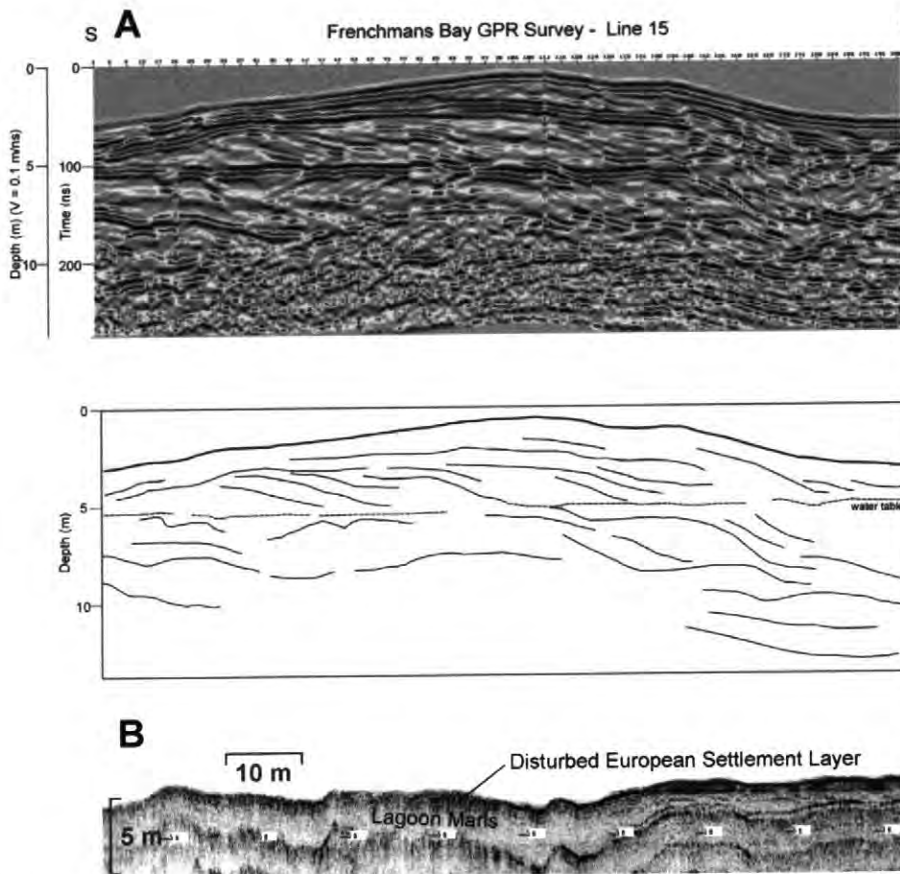 S A
Frenchmans Bay GPR Survey - Line 15
Depth (m) (V = 0.1 m/ns)
0
5
10
Time (ns)
0
100
200
Depth (m)
0
5
10
water table
B
10 m
Disturbed European Settlement Layer
Lagoon Marls
5 m